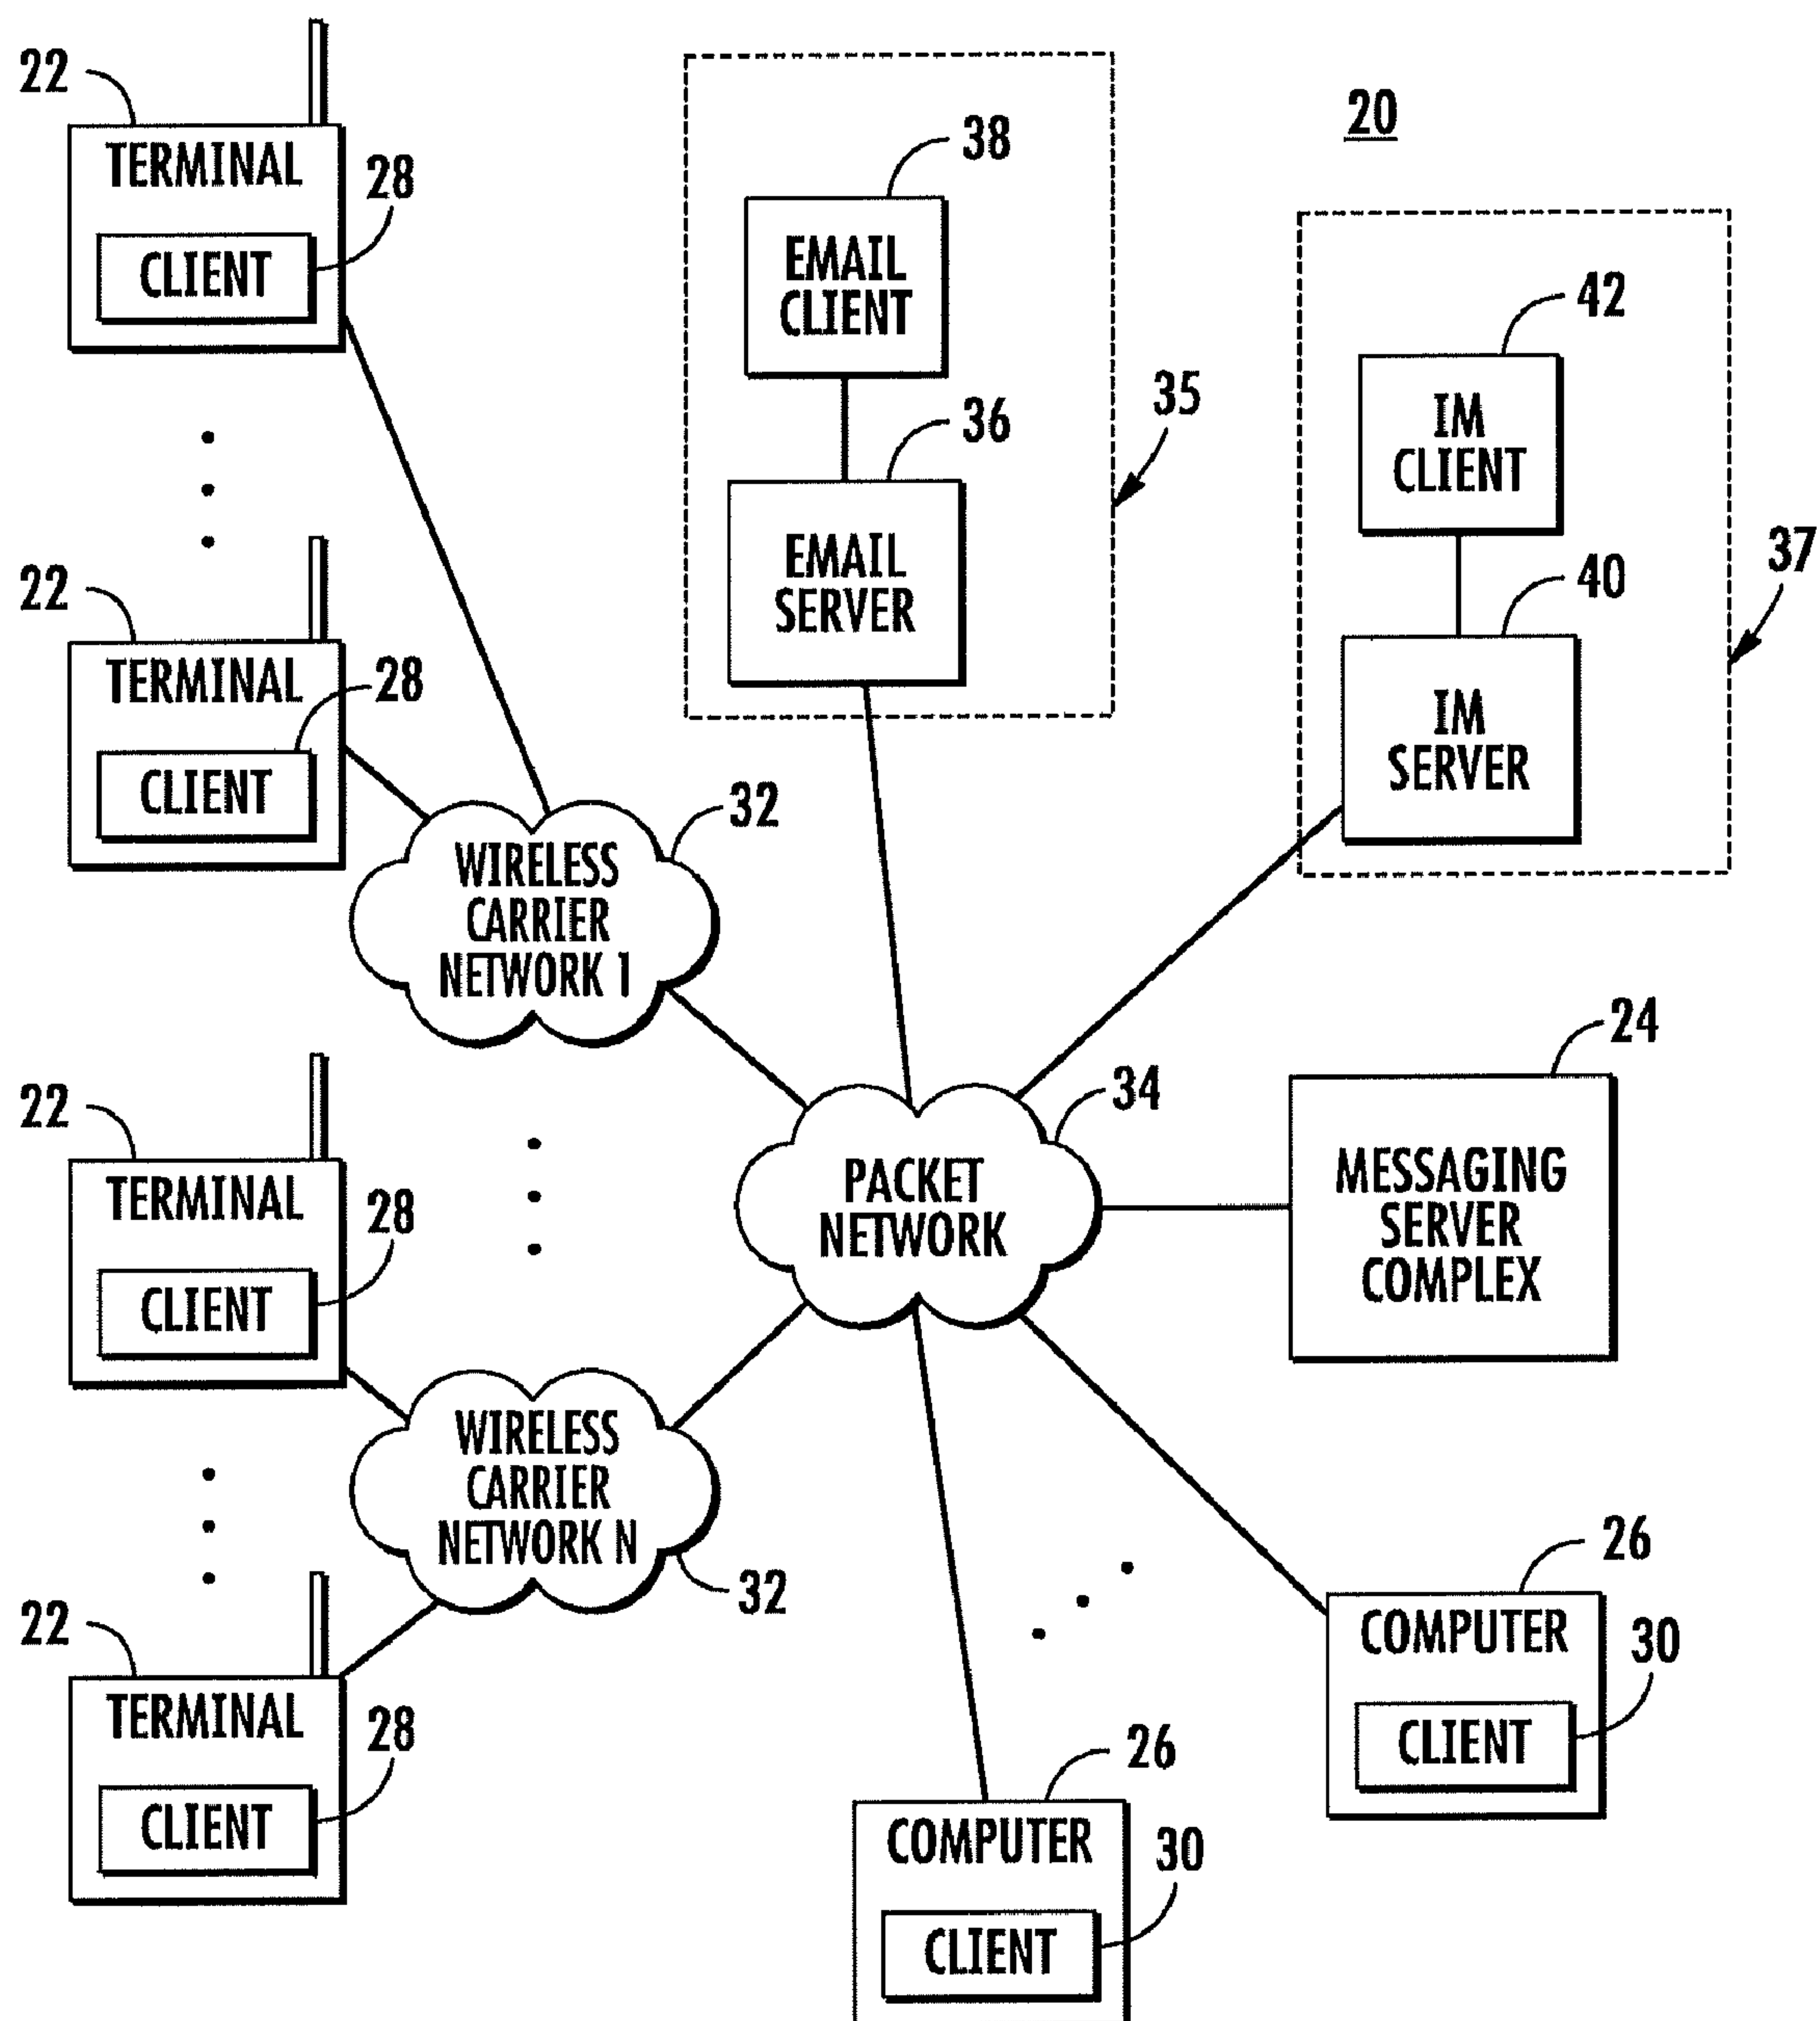 22
TERMINAL
28
CLIENT
22
TERMINAL
28
CLIENT
32
WIRELESS
CARRIER
NETWORK 1
38
EMAIL
CLIENT
36
EMAIL
SERVER
35
20
42
IM
CLIENT
40
IM
SERVER
37
34
PACKET
NETWORK
24
MESSAGING
SERVER
COMPLEX
22
TERMINAL
28
CLIENT
WIRELESS
CARRIER
NETWORK N
32
22
TERMINAL
28
CLIENT
26
COMPUTER
30
CLIENT
26
COMPUTER
30
CLIENT